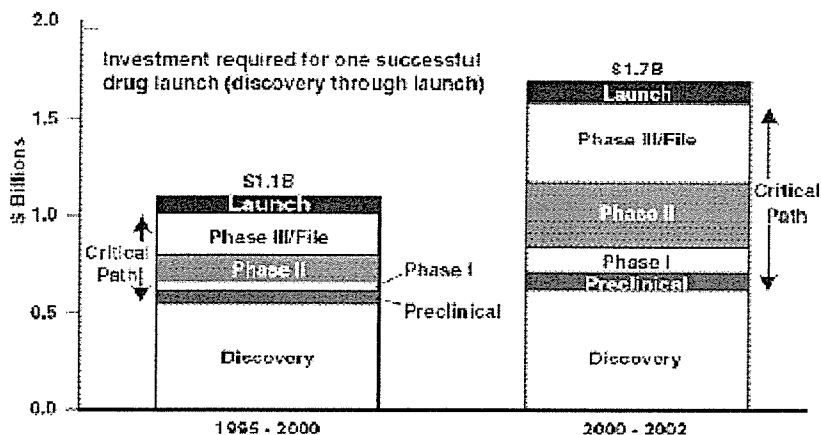 2.0
Investment required for one successful
drug launch (discovery through launch)
$1.7B
Launch
1.5
Phase III/File
$ Billions
$1.1B
Launch
Critical
Path
Phase II
1.0
Phase III/File
Critical
Path
Phase II
Phase I
Phase I
Preclinical
Preclinical
0.5
Discovery
Discovery
0.0
1995 - 2000
2000 - 2002